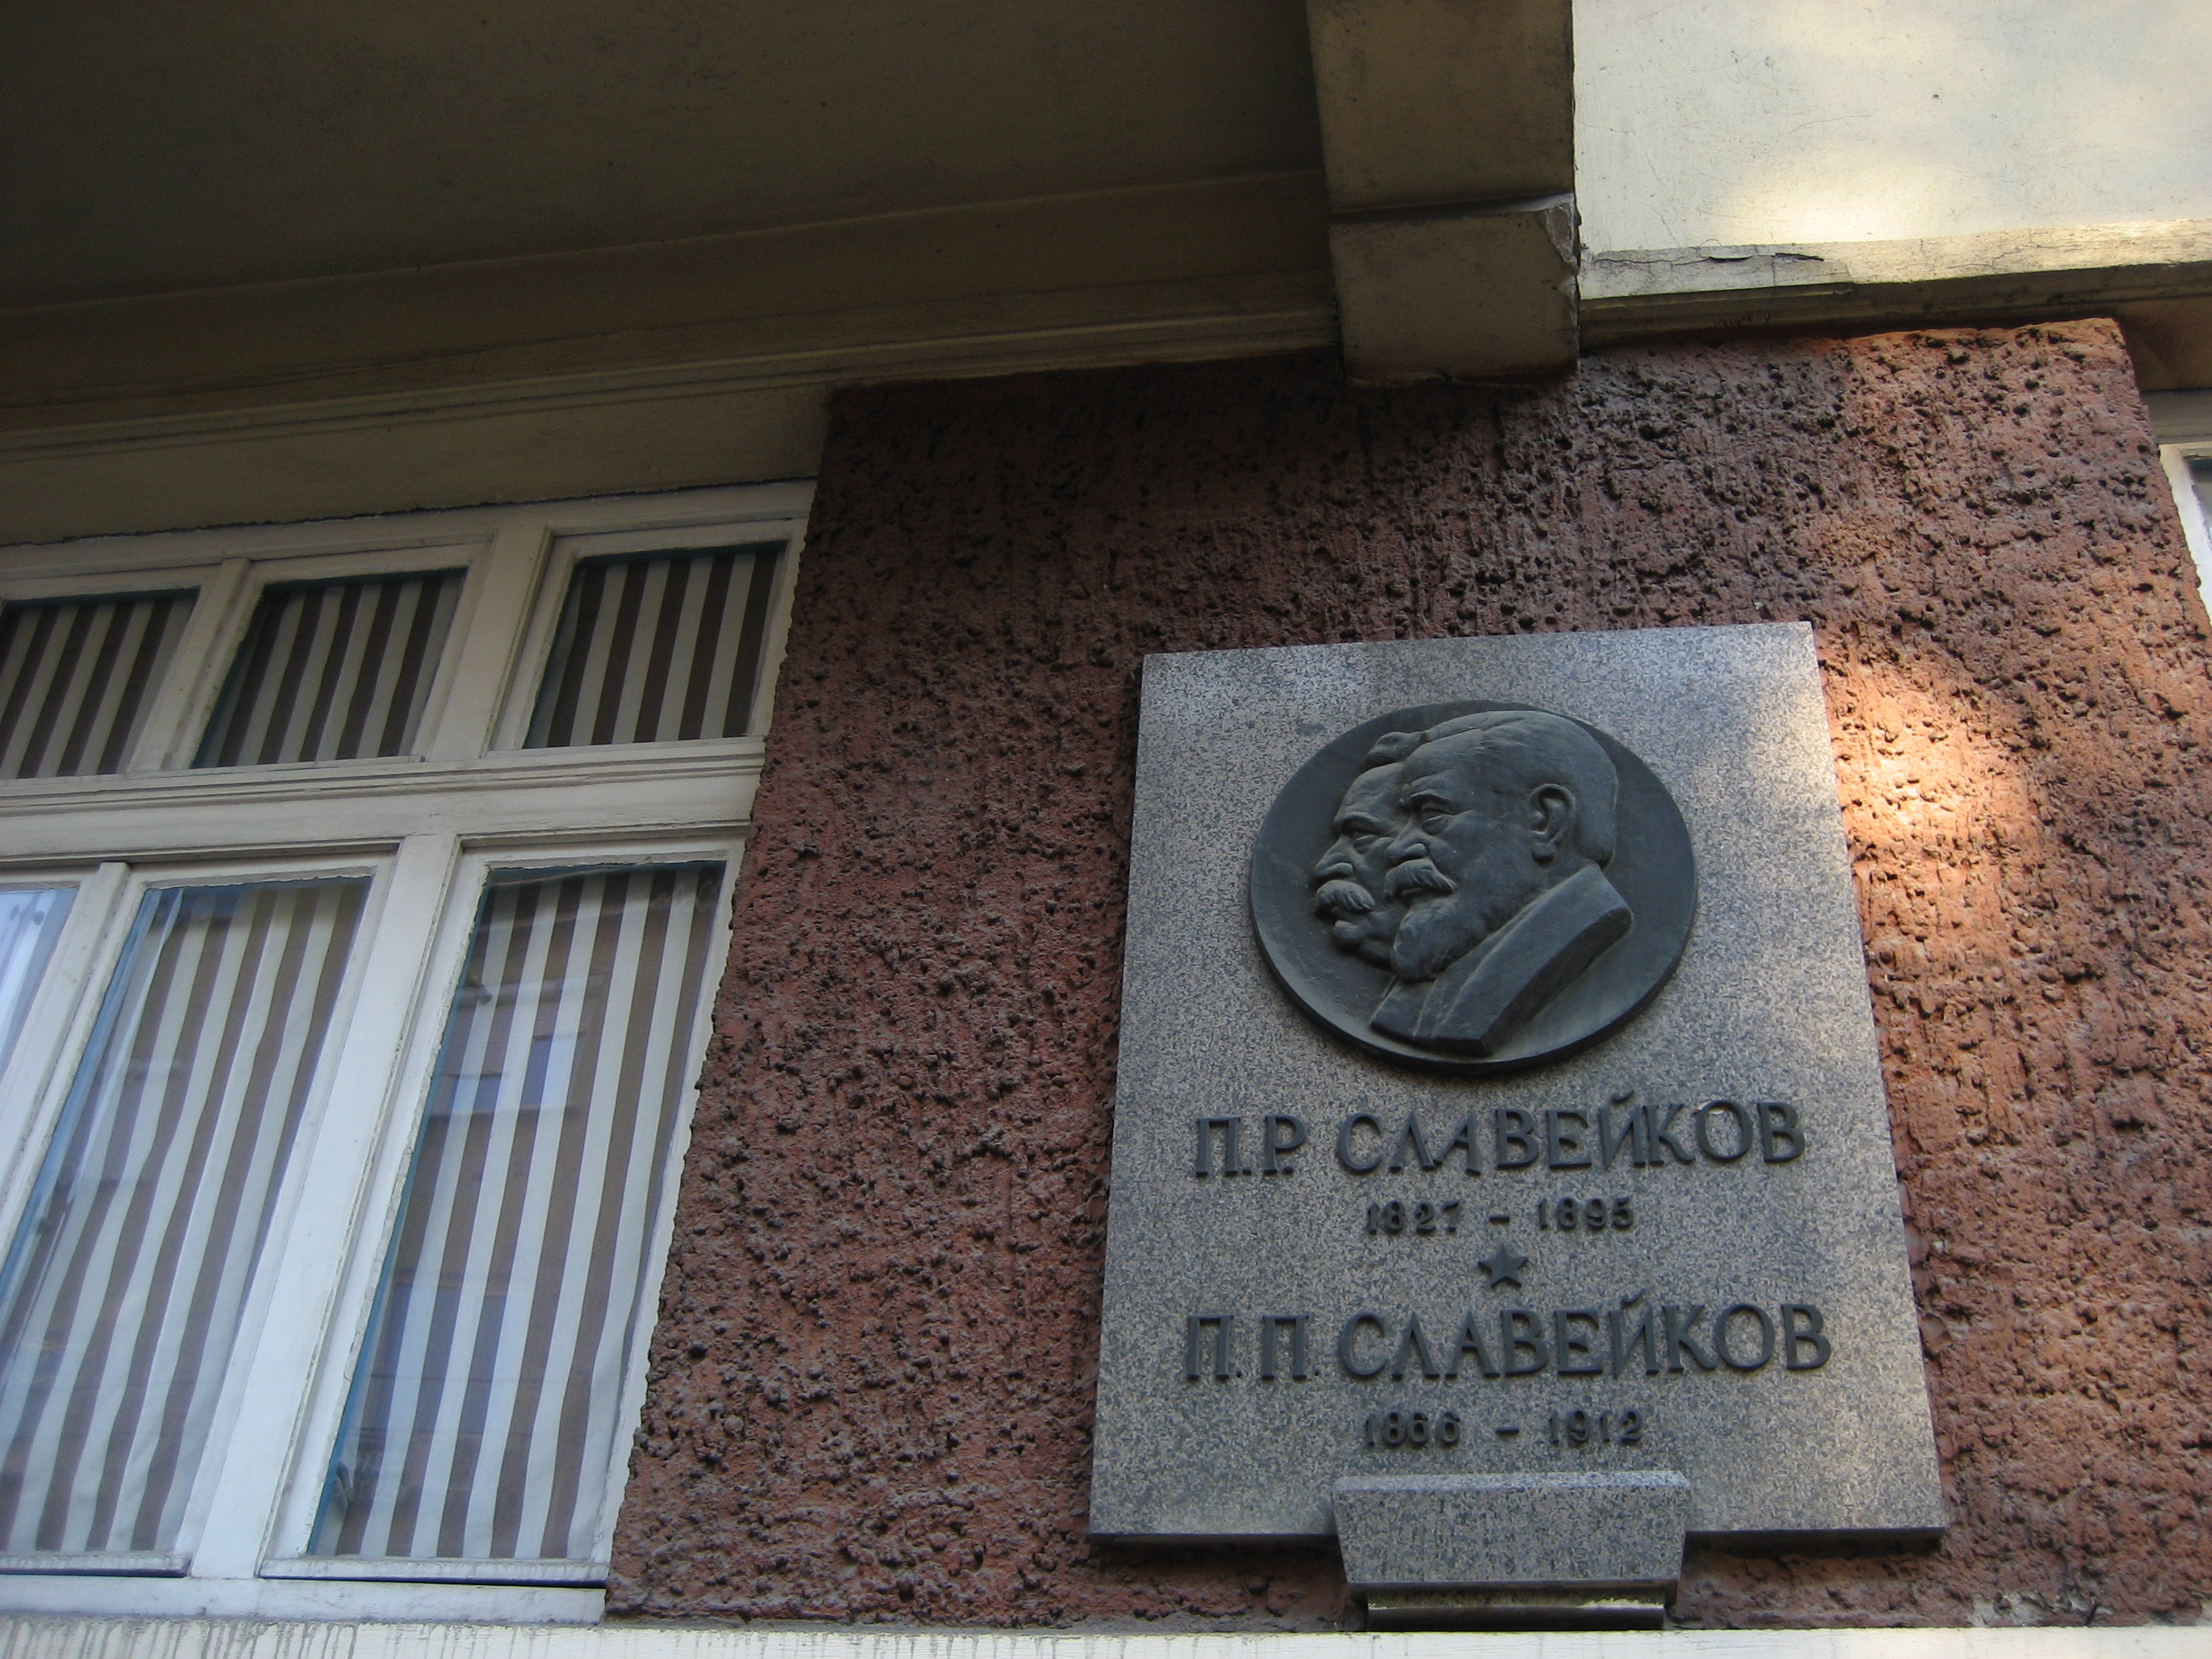 П.Р. СЛАВЕЙКОВ
1827 - 1895
П.П. СЛАВЕЙКОВ
1866 - 1912